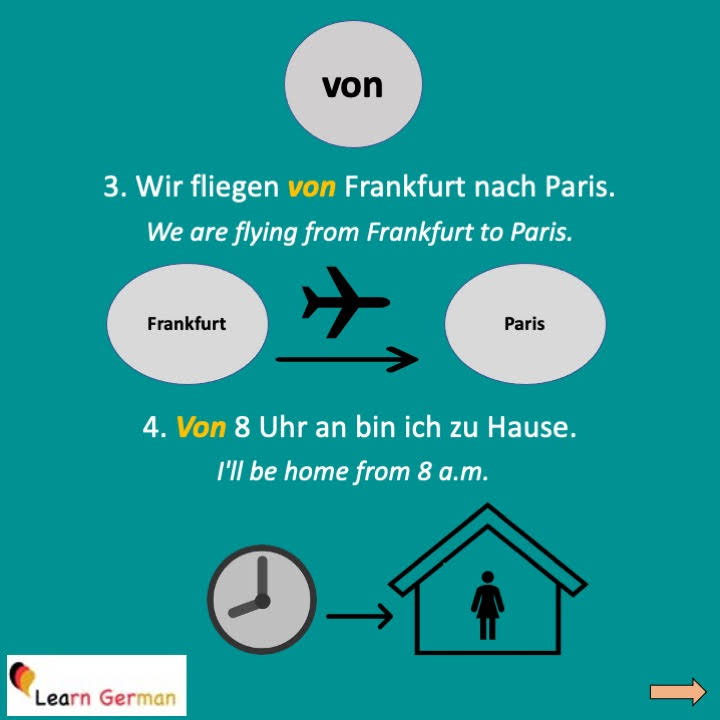 von
3. Wir fliegen von Frankfurt nach Paris.
We are flying from Frankfurt to Paris.
Frankfurt
Paris
4. Von 8 Uhr an bin ich zu Hause.
I'll be home from 8 a.m.
Learn German